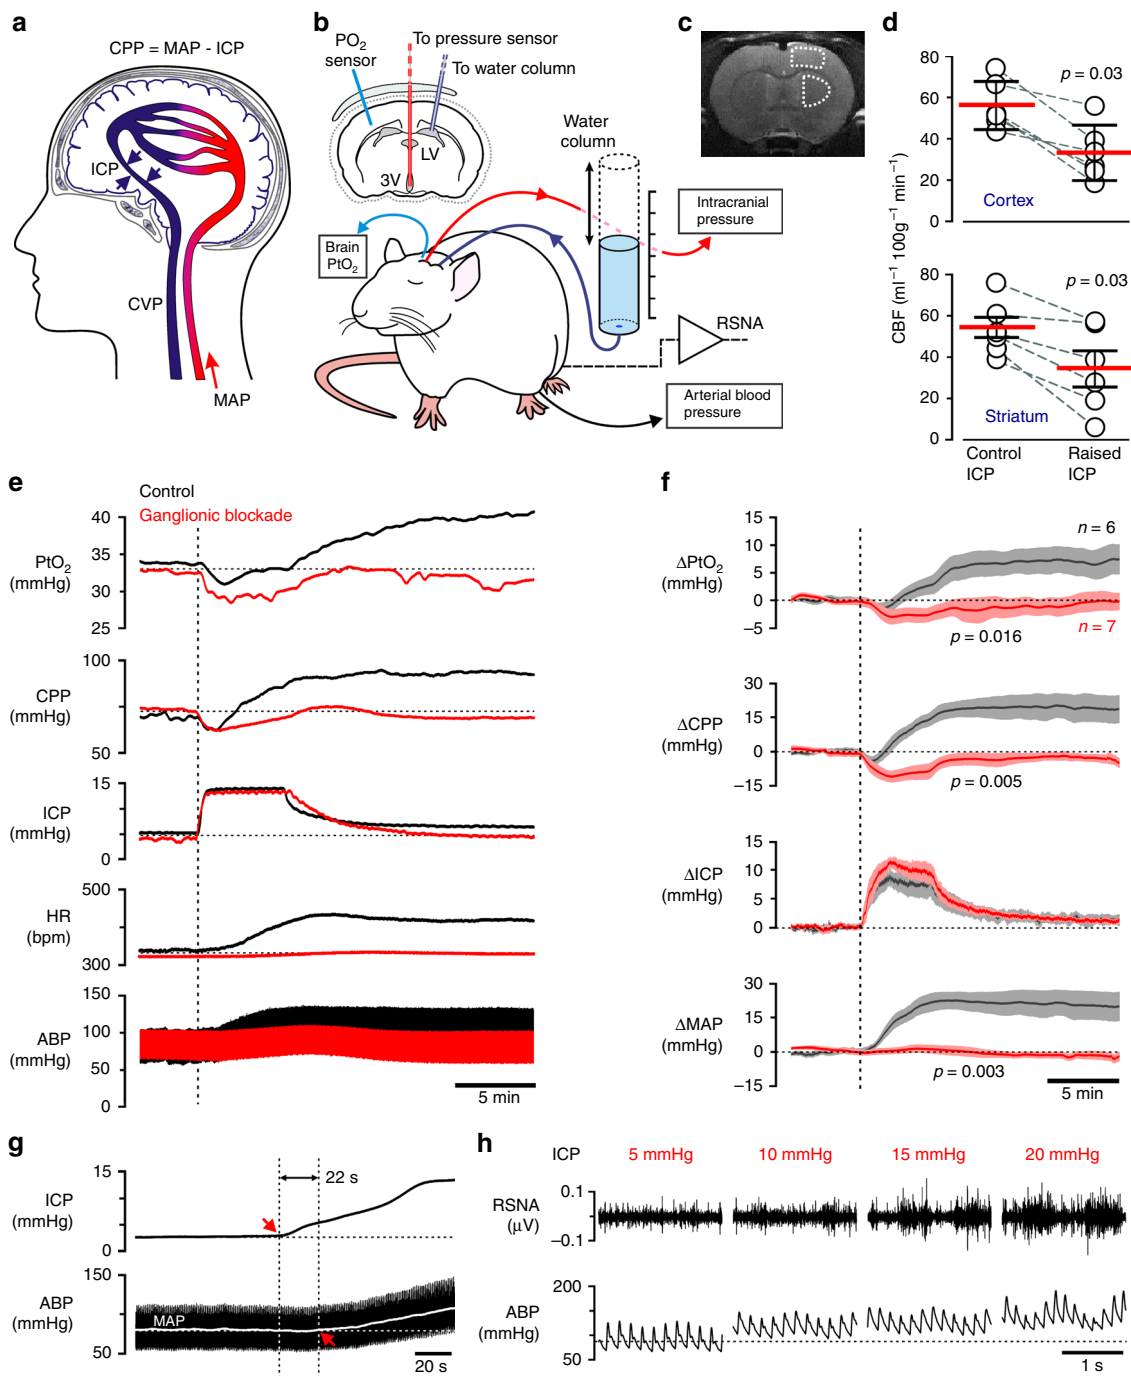 a
CPP = MAP - ICP
ICP
CVP
MAP
b
PO2
sensor
To pressure sensor
To water column
LV
3V
Water
column
Brain
PtO2
Intracranial
pressure
RSNA
Arterial blood
pressure
c
d
CBF (ml−1 100g−1 min−1)
80
60
40
20
0
p = 0.03
Cortex
80
60
40
20
0
p = 0.03
Striatum
Control
ICP
Raised
ICP
e
Control
Ganglionic blockade
PtO2
(mmHg)
40
35
30
25
CPP
(mmHg)
100
50
ICP
(mmHg)
15
0
HR
(bpm)
500
300
ABP
(mmHg)
150
100
50
0
5 min
f
ΔPtO2
(mmHg)
15
10
5
0
−5
n = 6
n = 7
p = 0.016
ΔCPP
(mmHg)
30
15
0
−15
p = 0.005
ΔICP
(mmHg)
15
10
5
0
ΔMAP
(mmHg)
30
15
0
−15
p = 0.003
5 min
g
ICP
(mmHg)
15
0
22 s
ABP
(mmHg)
150
50
MAP
20 s
h
ICP
5 mmHg
10 mmHg
15 mmHg
20 mmHg
RSNA
(μV)
0.1
−0.1
ABP
(mmHg)
200
50
1 s